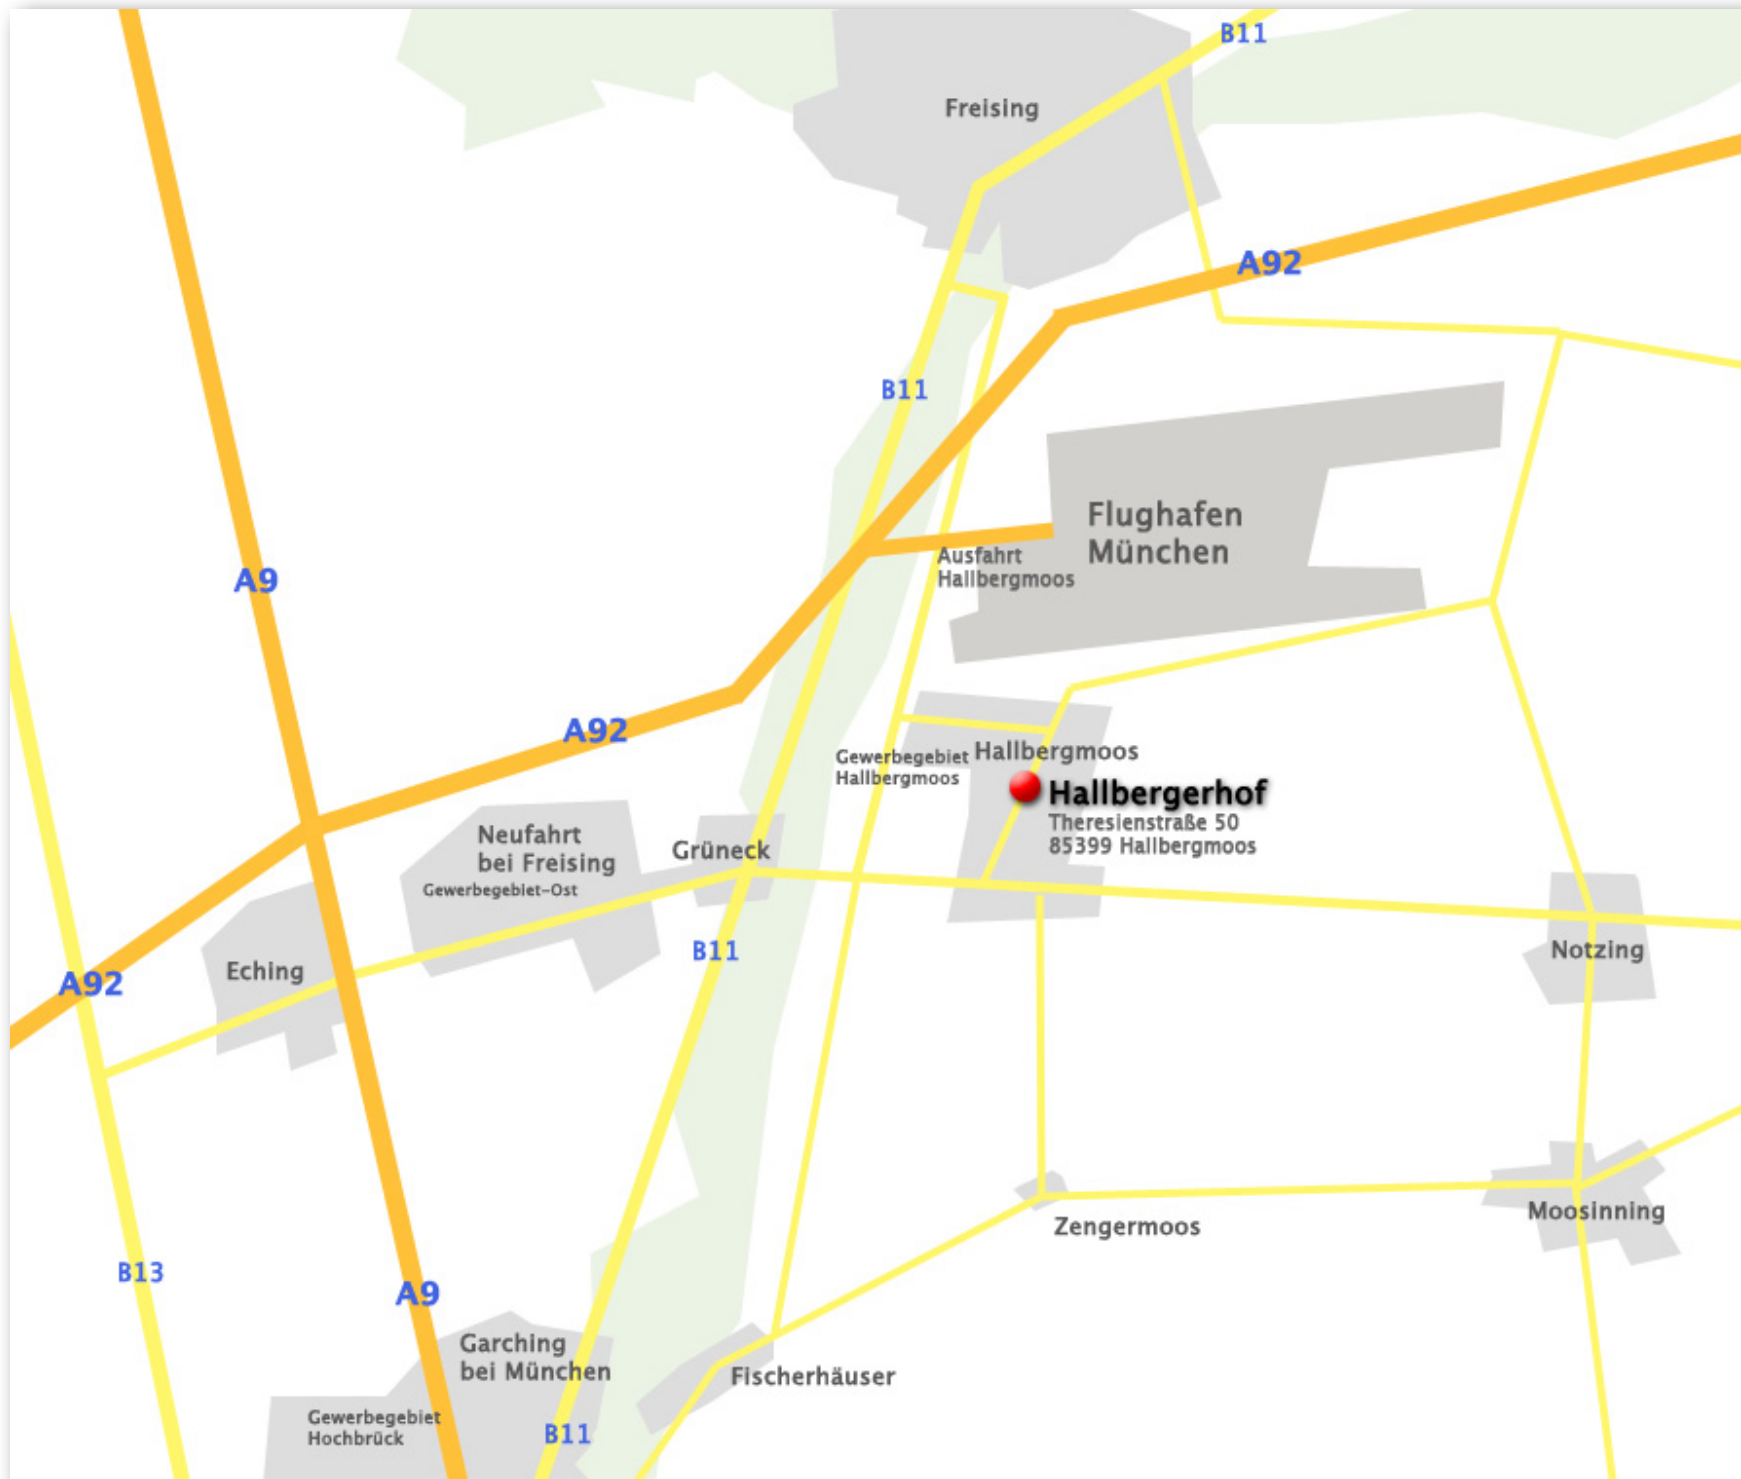 B11
Freising
A92
B11
Flughafen
München
Ausfahrt
Hallbergmoos
A9
A92
Gewerbegebiet
Hallbergmoos
Hallbergmoos
Hallbergerhof
Theresienstraße 50
85399 Hallbergmoos
Neufahrt
bei Freising
Gewerbegebiet-Ost
Grüneck
B11
Notzing
Eching
A92
Moosinning
Zengermoos
B13
A9
Garching
bei München
Fischerhäuser
Gewerbegebiet
Hochbrück
B11